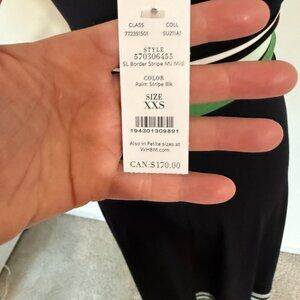 CLASS COLL
772351501 SU211A1
STYLE
570306455
SL Border Stripe MJ Midi
COLOR
Palm Stripe Blk
SIZE
XXS
194301309891
Also in Petite sizes at
WHBM.com
CAN:$170.00